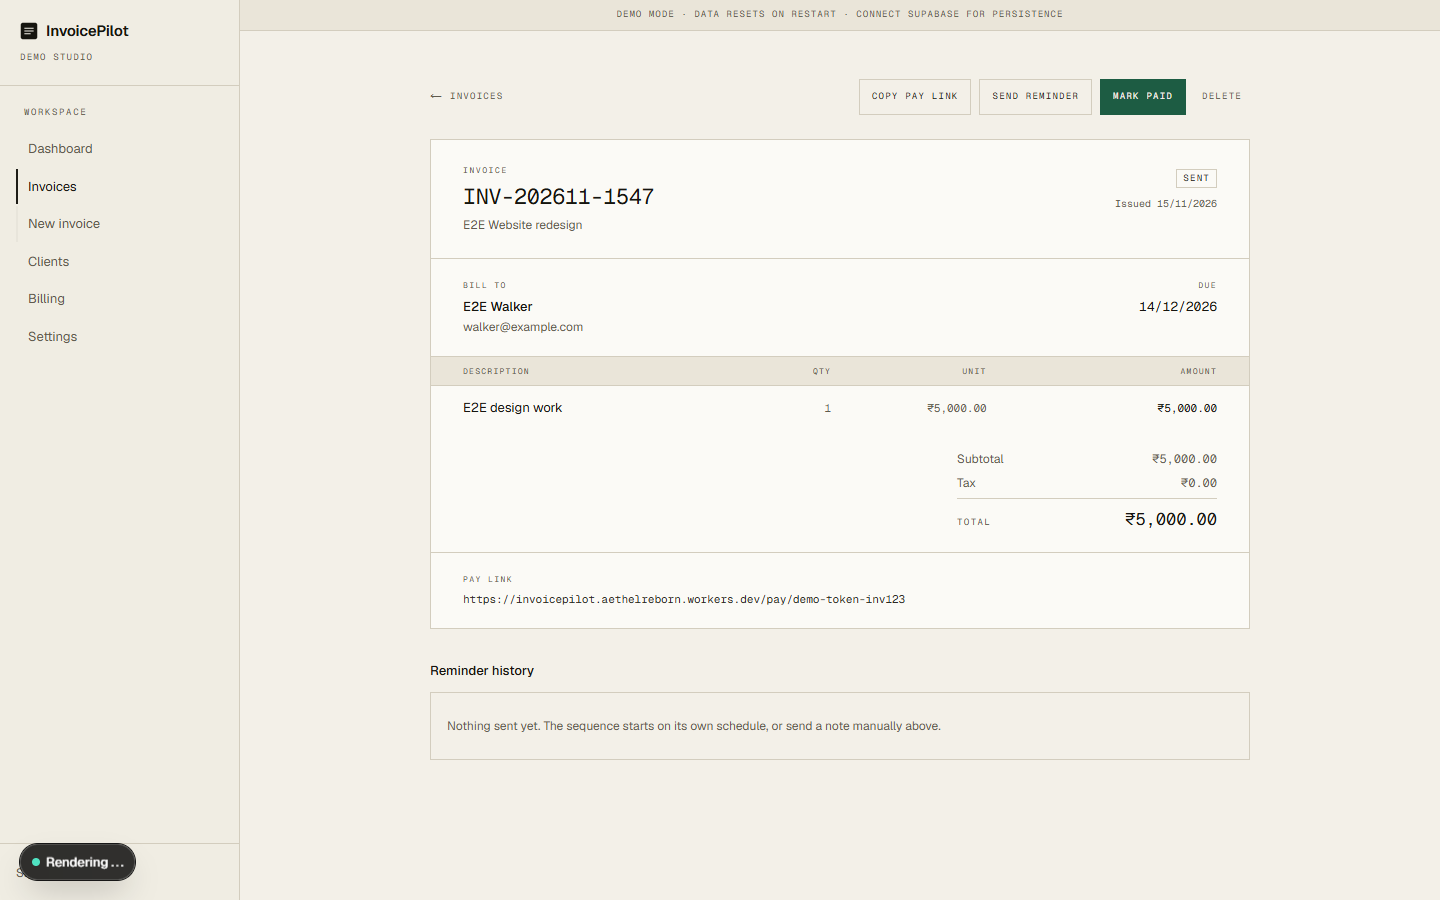 InvoicePilot
DEMO STUDIO
WORKSPACE
Dashboard
Invoices
New invoice
Clients
Billing
Settings
Rendering ...
DEMO MODE · DATA RESETS ON RESTART · CONNECT SUPABASE FOR PERSISTENCE
← INVOICES
COPY PAY LINK
SEND REMINDER
MARK PAID
DELETE
INVOICE
INV-202611-1547
E2E Website redesign
SENT
Issued 15/11/2026
BILL TO
E2E Walker
walker@example.com
DUE
14/12/2026
DESCRIPTION QTY UNIT AMOUNT
E2E design work 1 ₹5,000.00 ₹5,000.00
Subtotal ₹5,000.00
Tax ₹0.00
TOTAL ₹5,000.00
PAY LINK
https://invoicepilot.aethelreborn.workers.dev/pay/demo-token-inv123
Reminder history
Nothing sent yet. The sequence starts on its own schedule, or send a note manually above.